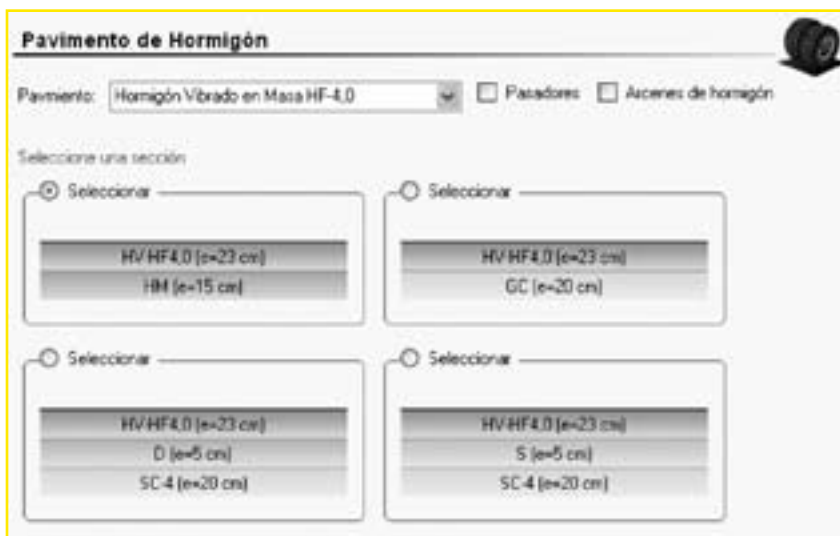 Pavimento de Hormigón
Pavimento: Hormigón Vibrado en Masa HF-4,0 Pasadores Arcenes de hormigón
Seleccione una sección
Seleccionar Seleccionar
HV-HF4,0 (e=23 cm) HV-HF4,0 (e=23 cm)
HM (e=15 cm) GC (e=20 cm)
Seleccionar Seleccionar
HV-HF4,0 (e=23 cm) HV-HF4,0 (e=23 cm)
D (e=5 cm) S (e=5 cm)
SC-4 (e=20 cm) SC-4 (e=20 cm)